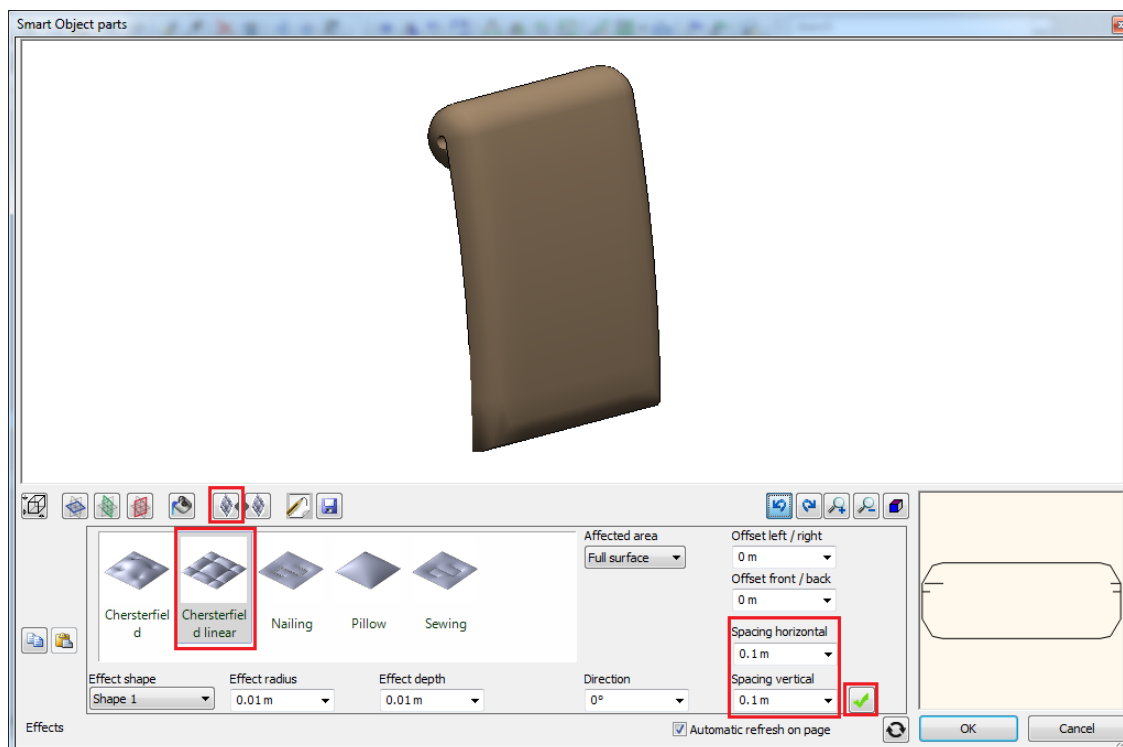 Smart Object parts
Affected area
Offset left / right
Full surface
0 m
Offset front / back
0 m
Chersterfiel
d
Chersterfiel
d linear
Nailing
Pillow
Sewing
Spacing horizontal
0.1 m
Effect shape
Effect radius
Effect depth
Direction
Spacing vertical
Shape 1
0.01 m
0.01 m
0°
0.1 m
Effects
Automatic refresh on page
OK
Cancel